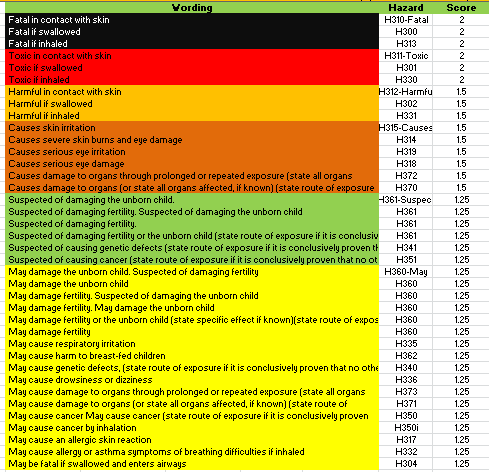 Wording Hazard Score
Fatal in contact with skin H310-Fatal 2
Fatal if swallowed H300 2
Fatal if inhaled H313 2
Toxic in contact with skin H311-Toxic 2
Toxic if swallowed H301 2
Toxic if inhaled H330 2
Harmful in contact with skin H312-Harmfu 1.5
Harmful if swallowed H302 1.5
Harmful if inhaled H331 1.5
Causes skin irritation H315-Causes 1.5
Causes severe skin burns and eye damage H314 1.5
Causes serious eye irritation H319 1.5
Causes serious eye damage H318 1.5
Causes damage to organs through prolonged or repeated exposure (state all organs H372 1.5
Causes damage to organs (or state all organs affected, if known) (state route of exposure H370 1.5
Suspected of damaging the unborn child. H361-Suspec 1.25
Suspected of damaging fertility. Suspected of damaging the unborn child H361 1.25
Suspected of damaging fertility. H361 1.25
Suspected of damaging fertility or the unborn child (state route of exposure if it is conclusiv H361 1.25
Suspected of causing genetic defects (state route of exposure if it is conclusively proven th H341 1.25
Suspected of causing cancer (state route of exposure if it is conclusively proven that no ot H351 1.25
May damage the unborn child. Suspected of damaging fertility H360-May 1.25
May damage the unborn child H360 1.25
May damage fertility. Suspected of damaging the unborn child H360 1.25
May damage fertility. May damage the unborn child H360 1.25
May damage fertility or the unborn child (state specific effect if known)(state route of expos H360 1.25
May damage fertility H360 1.25
May cause respiratory irritation H335 1.25
May cause harm to breast-fed children H362 1.25
May cause genetic defects, (state route of exposure if it is conclusively proven that no othe H340 1.25
May cause drowsiness or dizziness H336 1.25
May cause damage to organs through prolonged or repeated exposure (state all organs H373 1.25
May cause damage to organs (or state all organs affected, if known) (state route of H371 1.25
May cause cancer May cause cancer (state route of exposure if it is conclusively proven H350 1.25
May cause cancer by inhalation H350i 1.25
May cause an allergic skin reaction H317 1.25
May cause allergy or asthma symptoms of breathing difficulties if inhaled H332 1.25
May be fatal if swallowed and enters airways H304 1.25